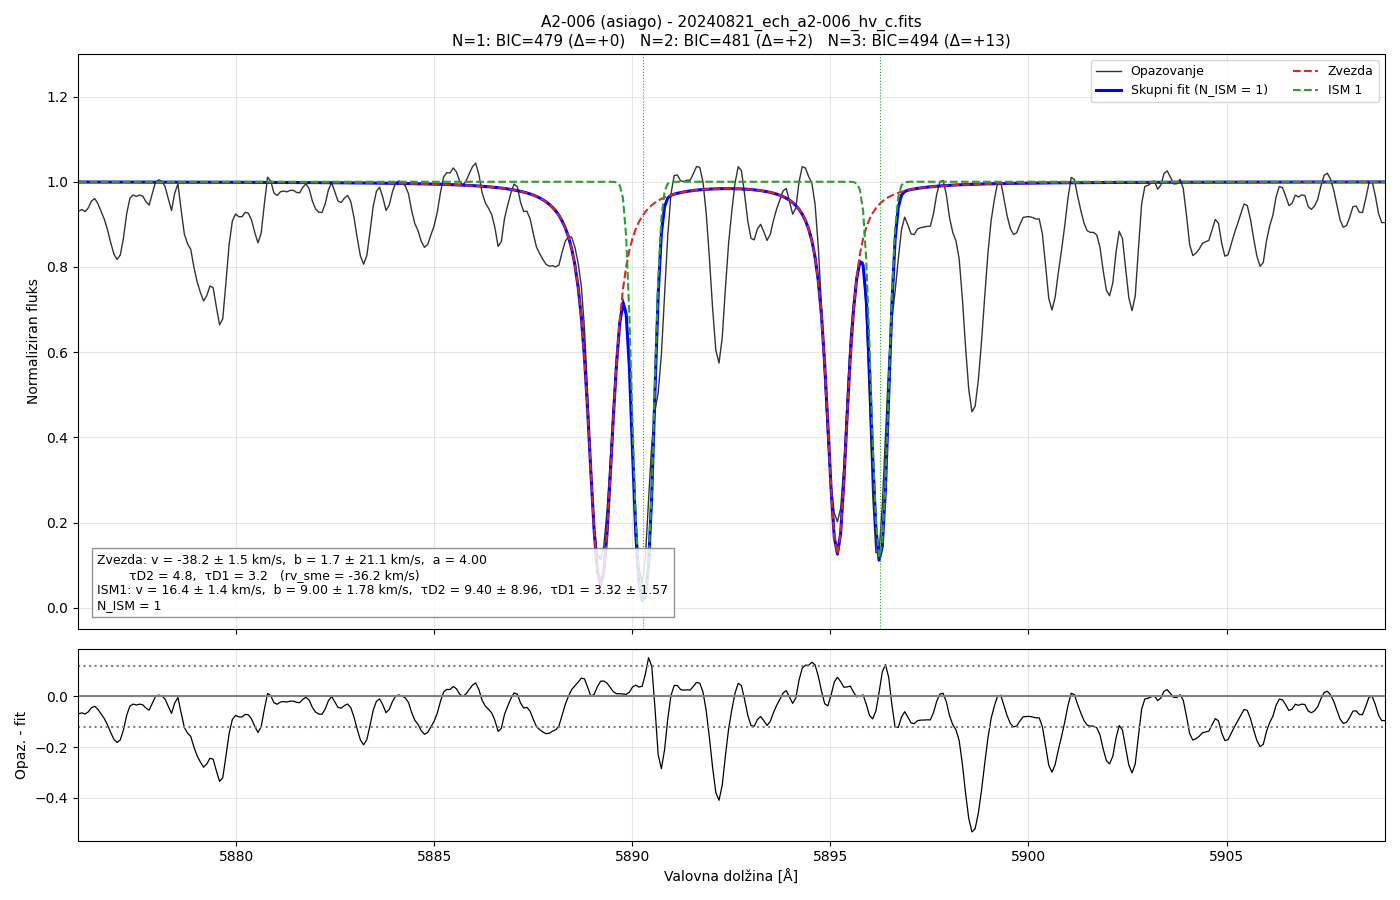 A2-006 (asiago) - 20240821_ech_a2-006_hv_c.fits
N=1: BIC=479 (Δ=+0)   N=2: BIC=481 (Δ=+2)   N=3: BIC=494 (Δ=+13)
Opazovanje
Skupni fit (N_ISM = 1)
Zvezda
ISM 1
Normaliziran fluks
1.2
1.0
0.8
0.6
0.4
0.2
0.0
Zvezda: v = -38.2 ± 1.5 km/s,  b = 1.7 ± 21.1 km/s,  a = 4.00
τD2 = 4.8,  τD1 = 3.2   (rv_sme = -36.2 km/s)
ISM1: v = 16.4 ± 1.4 km/s,  b = 9.00 ± 1.78 km/s,  τD2 = 9.40 ± 8.96,  τD1 = 3.32 ± 1.57
N_ISM = 1
Opaz. - fit
0.0
−0.2
−0.4
5880
5885
5890
5895
5900
5905
Valovna dolžina [Å]